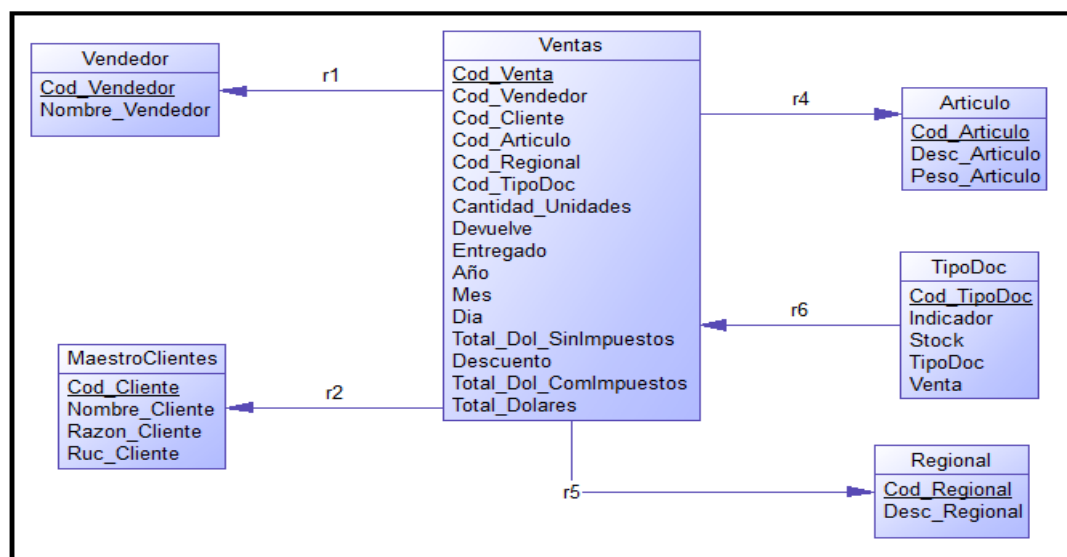 Vendedor
Cod_Vendedor
Nombre_Vendedor
r1
Ventas
Cod_Venta
Cod_Vendedor
Cod_Cliente
Cod_Articulo
Cod_Regional
Cod_TipoDoc
Cantidad_Unidades
Devuelve
Entregado
Año
Mes
Dia
Total_Dol_SinImpuestos
Descuento
Total_Dol_ComImpuestos
Total_Dolares
r4
Articulo
Cod_Articulo
Desc_Articulo
Peso_Articulo
r6
TipoDoc
Cod_TipoDoc
Indicador
Stock
TipoDoc
Venta
MaestroClientes
Cod_Cliente
Nombre_Cliente
Razon_Cliente
Ruc_Cliente
r2
r5
Regional
Cod_Regional
Desc_Regional